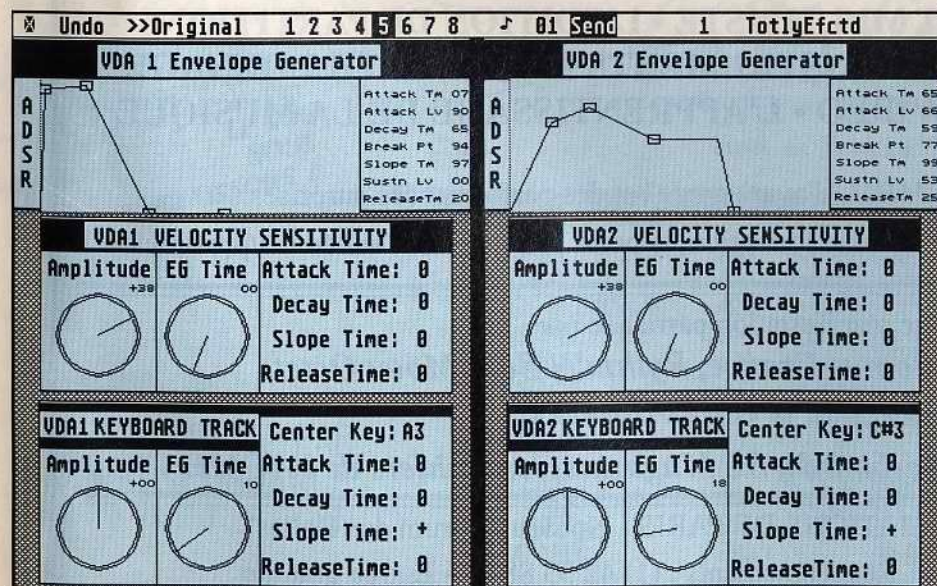 Undo >>Original 1 2 3 4 5 6 7 8 ♪ 01 Send 1 TotlyEfctd
VDA 1 Envelope Generator
A
D
S
R
Attack Tm 07
Attack Lv 90
Decay Tm 65
Break Pt 94
Slope Tm 97
Sustn Lv 00
ReleaseTm 20
VDA 2 Envelope Generator
A
D
S
R
Attack Tm 65
Attack Lv 66
Decay Tm 59
Break Pt 77
Slope Tm 99
Sustn Lv 53
ReleaseTm 25
VDA1 VELOCITY SENSITIVITY
Amplitude
+38
EG Time
00
Attack Time: 0
Decay Time: 0
Slope Time: 0
ReleaseTime: 0
VDA2 VELOCITY SENSITIVITY
Amplitude
+38
EG Time
00
Attack Time: 0
Decay Time: 0
Slope Time: 0
ReleaseTime: 0
VDA1 KEYBOARD TRACK
Center Key: A3
Amplitude
+00
EG Time
10
Attack Time: 0
Decay Time: 0
Slope Time: +
ReleaseTime: 0
VDA2 KEYBOARD TRACK
Center Key: C#3
Amplitude
+00
EG Time
18
Attack Time: 0
Decay Time: 0
Slope Time: +
ReleaseTime: 0